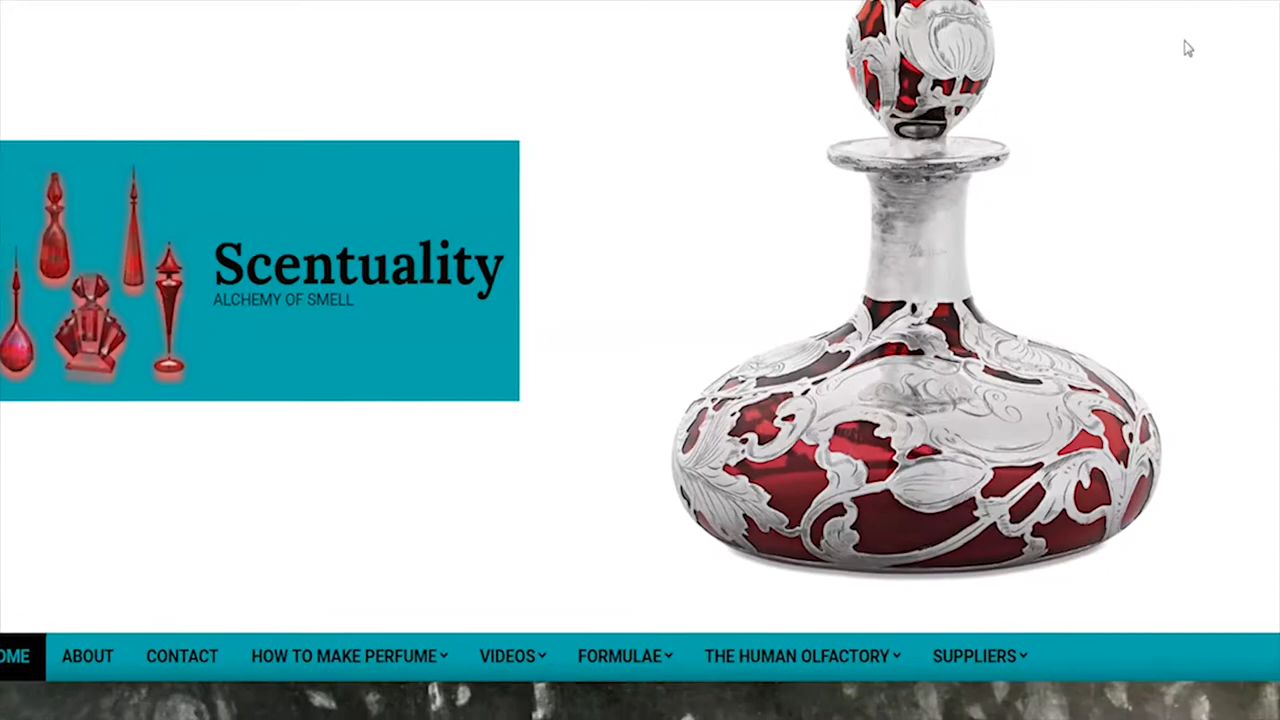 Scentuality
ALCHEMY OF SMELL
OME ABOUT CONTACT HOW TO MAKE PERFUME VIDEOS FORMULAE THE HUMAN OLFACTORY SUPPLIERS